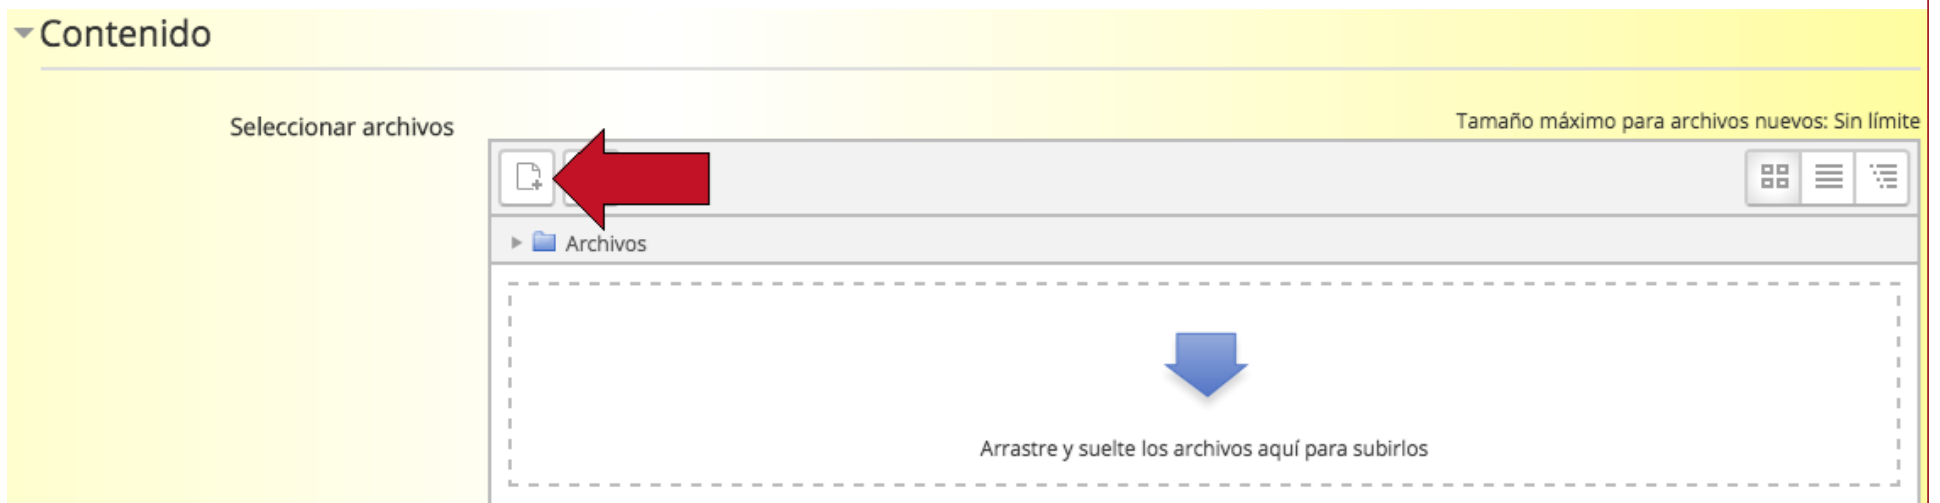 Contenido
Seleccionar archivos
Tamaño máximo para archivos nuevos: Sin límite
Archivos
Arrastre y suelte los archivos aquí para subirlos